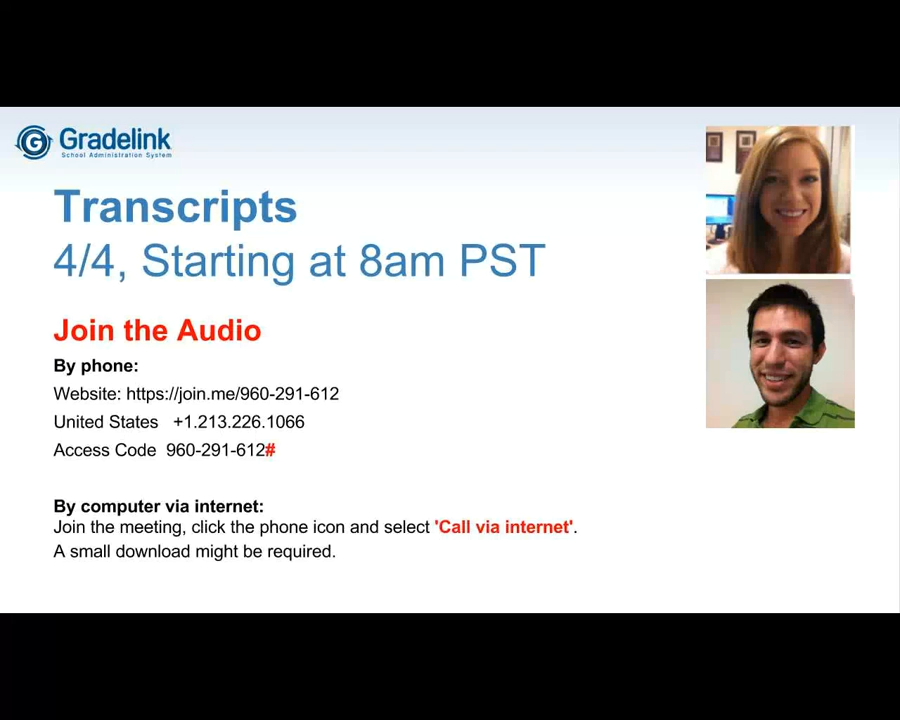 Gradelink
School Administration System
Transcripts
4/4, Starting at 8am PST
Join the Audio
By phone:
Website: https://join.me/960-291-612
United States +1.213.226.1066
Access Code 960-291-612#
By computer via internet:
Join the meeting, click the phone icon and select 'Call via internet'.
A small download might be required.